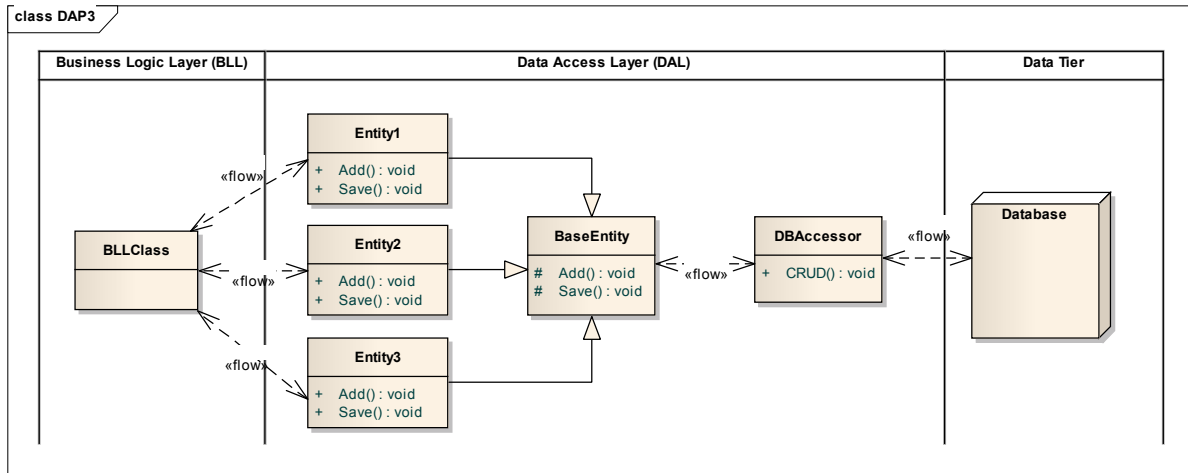 class DAP3
Business Logic Layer (BLL)
Data Access Layer (DAL)
Data Tier
Entity1
+ Add() : void
+ Save() : void
«flow»
BLLClass
«flow»
Entity2
+ Add() : void
+ Save() : void
BaseEntity
# Add() : void
# Save() : void
«flow»
DBAccessor
+ CRUD() : void
«flow»
Database
«flow»
Entity3
+ Add() : void
+ Save() : void